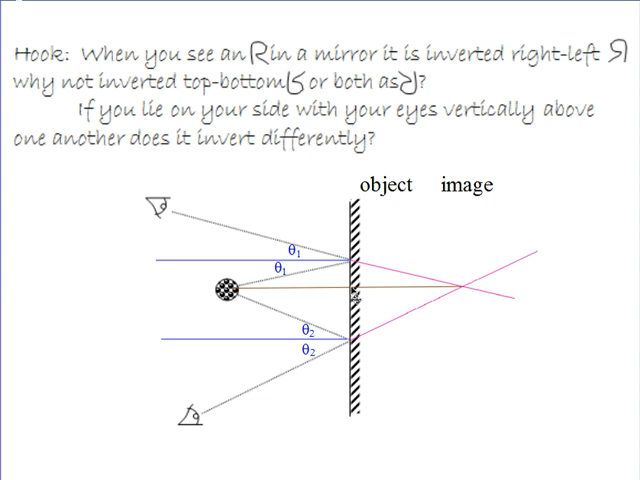 Hook: When you see an R in a mirror it is inverted right-left Я
why not inverted top-bottom or both as ?
If you lie on your side with your eyes vertically above
one another does it invert differently?
object image
θ1
θ1
θ2
θ2